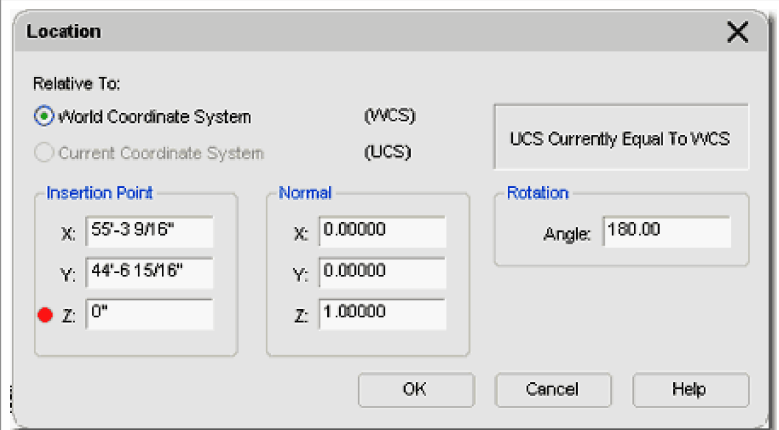 Location
Relative To:
World Coordinate System (WCS)
Current Coordinate System (UCS)
UCS Currently Equal To WCS
Insertion Point
X: 55'-3 9/16"
Y: 44'-6 15/16"
Z: 0"
Normal
X: 0.00000
Y: 0.00000
Z: 1.00000
Rotation
Angle: 180.00
OK Cancel Help